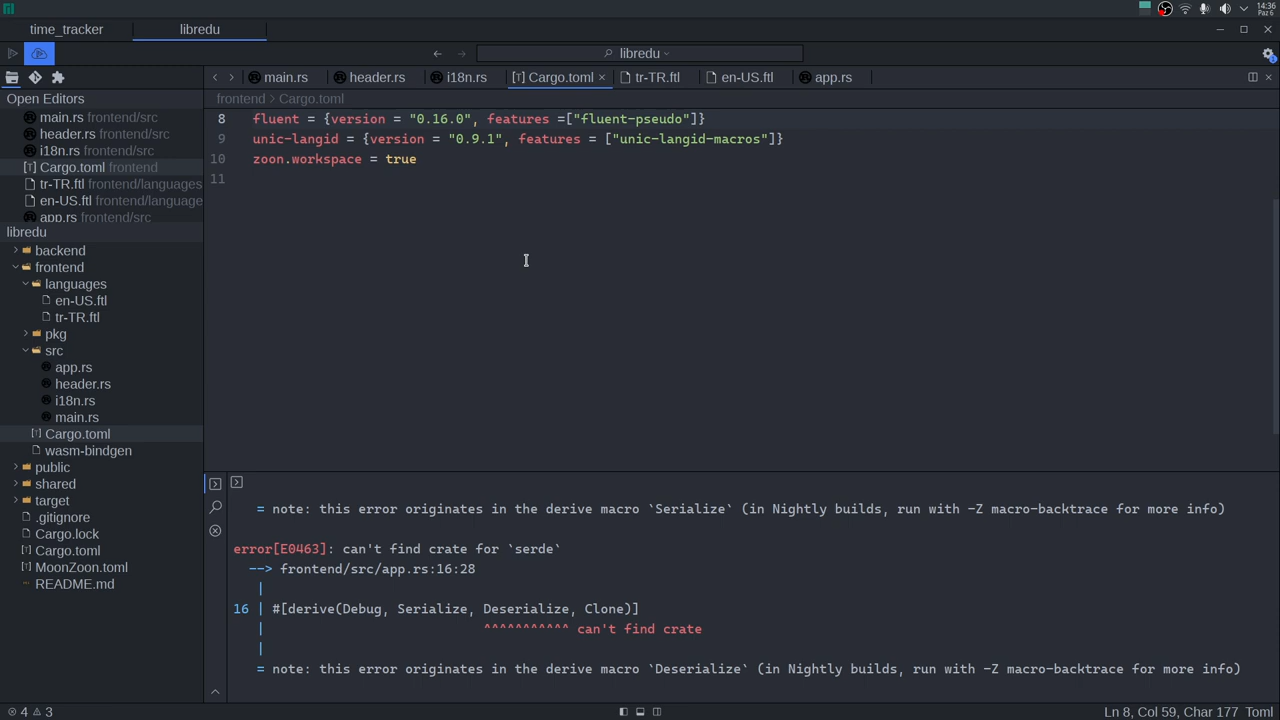 14:36
Paz 6
time_tracker
libredu
libredu
main.rs
header.rs
i18n.rs
Cargo.toml
tr-TR.ftl
en-US.ftl
app.rs
Open Editors
main.rs frontend/src
header.rs frontend/src
i18n.rs frontend/src
Cargo.toml frontend
tr-TR.ftl frontend/languages
en-US.ftl frontend/language
app.rs frontend/src
libredu
backend
frontend
languages
en-US.ftl
tr-TR.ftl
pkg
src
app.rs
header.rs
i18n.rs
main.rs
Cargo.toml
wasm-bindgen
public
shared
target
.gitignore
Cargo.lock
Cargo.toml
MoonZoon.toml
README.md
frontend > Cargo.toml
8 fluent = {version = "0.16.0", features =["fluent-pseudo"]}
9 unic-langid = {version = "0.9.1", features = ["unic-langid-macros"]}
10 zoon.workspace = true
11
= note: this error originates in the derive macro `Serialize` (in Nightly builds, run with -Z macro-backtrace for more info)
error[E0463]: can't find crate for `serde`
--> frontend/src/app.rs:16:28
|
16 | #[derive(Debug, Serialize, Deserialize, Clone)]
| ^^^^^^^^^^^ can't find crate
|
= note: this error originates in the derive macro `Deserialize` (in Nightly builds, run with -Z macro-backtrace for more info)
4 3
Ln 8, Col 59, Char 177 Toml